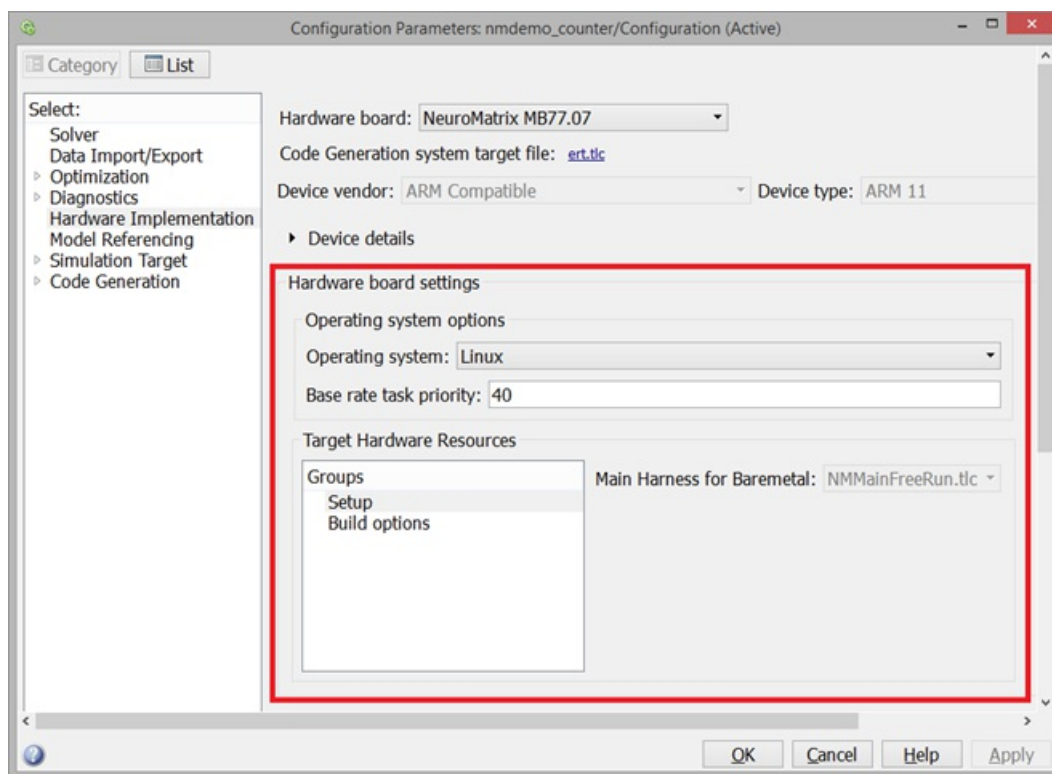 Configuration Parameters: nmdemo_counter/Configuration (Active)
Category List
Select:
Solver
Data Import/Export
Optimization
Diagnostics
Hardware Implementation
Model Referencing
Simulation Target
Code Generation
Hardware board: NeuroMatrix MB77.07
Code Generation system target file: ert.tlc
Device vendor: ARM Compatible Device type: ARM 11
Device details
Hardware board settings
Operating system options
Operating system: Linux
Base rate task priority: 40
Target Hardware Resources
Groups
Setup
Build options
Main Harness for Baremetal: NMMainFreeRun.tlc
OK Cancel Help Apply